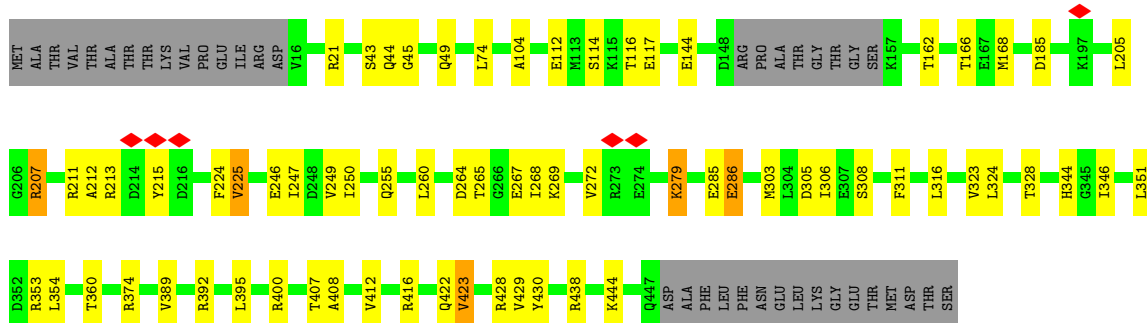 MET ALA THR VAL THR ALA THR THR LYS VAL PRO GLU ILE ARG ASP V16 R21 S43 Q44 G45 Q49 L74 A104 E112 M113 S114 K115 T116 E117 E144 D148 ARG PRO ALA THR GLY THR GLY SER K157 T162 T166 E167 M168 D185 K197 L205
G206 R207 R211 A212 R213 D214 Y215 D216 F224 V225 E246 I247 D248 V249 I250 Q255 L260 D264 T265 G266 E267 I268 K269 V272 R273 E274 K279 E285 E286 M303 L304 D305 I306 E307 S308 F311 L316 V323 L324 T328 H344 G345 I346 L351
D352 R353 L354 T360 R374 V389 R392 L395 R400 T407 A408 V412 R416 Q422 V423 R428 V429 Y430 R438 K444 Q447 ASP ALA PHE LEU PHE ASN GLU LEU LYS GLY GLU THR MET ASP THR SER